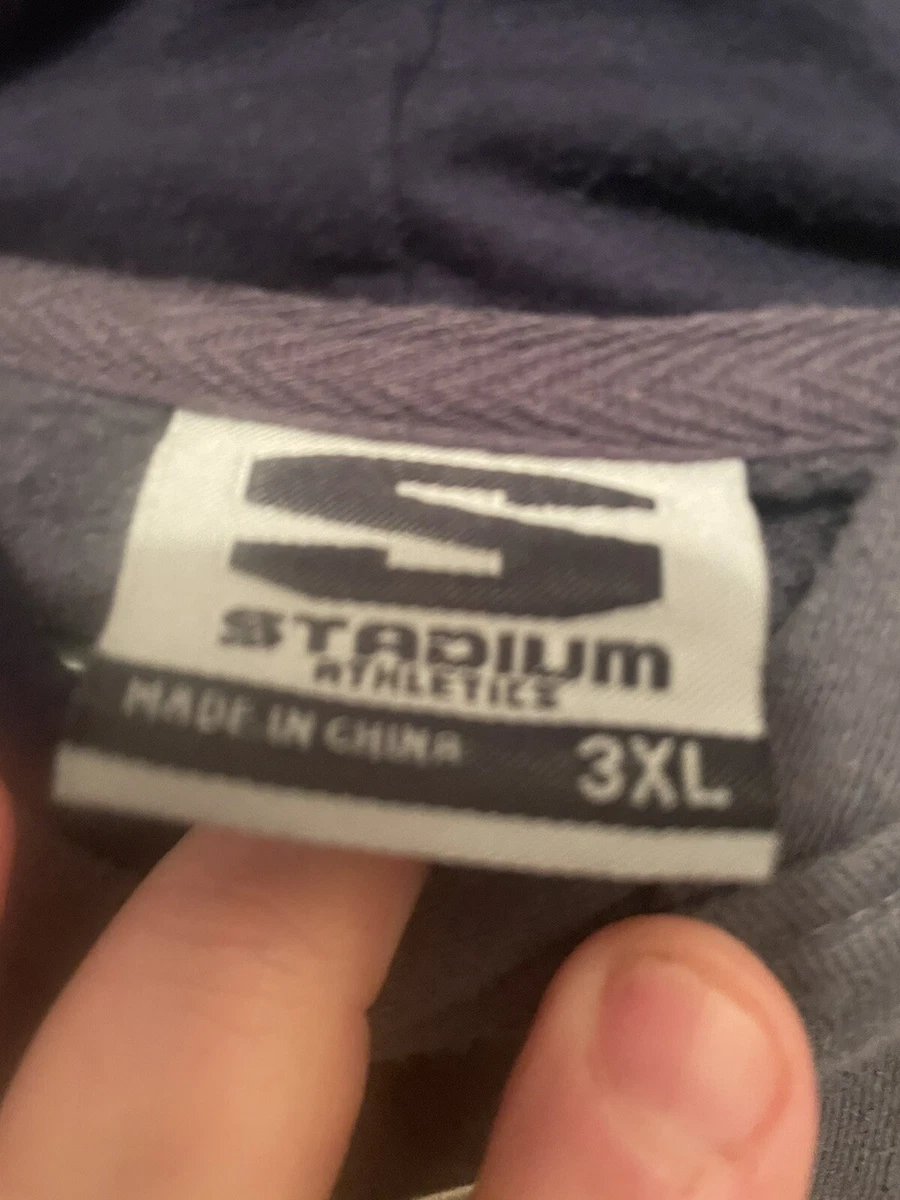 S
STADIUM
ATHLETICS
MADE IN CHINA
3XL